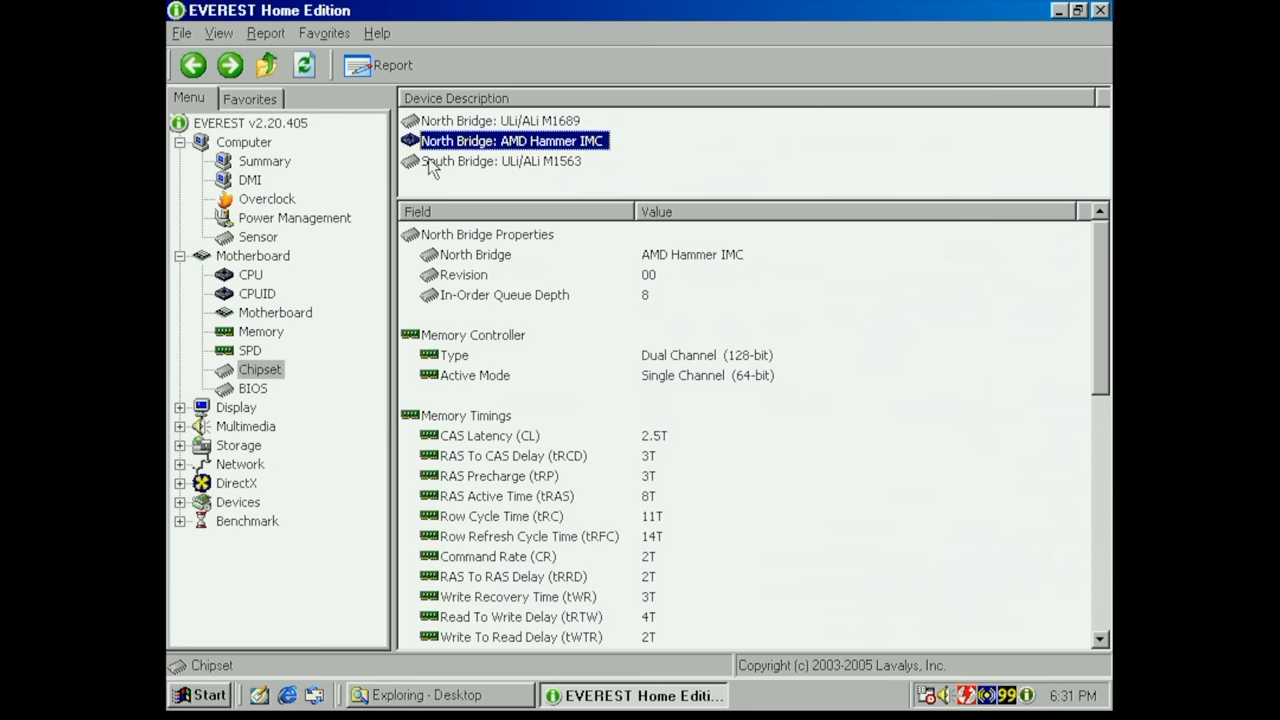 EVEREST Home Edition
File View Report Favorites Help
Report
Menu Favorites
EVEREST v2.20.405
Computer
Summary
DMI
Overclock
Power Management
Sensor
Motherboard
CPU
CPUID
Motherboard
Memory
SPD
Chipset
BIOS
Display
Multimedia
Storage
Network
DirectX
Devices
Benchmark
Device Description
North Bridge: ULi/ALi M1689
North Bridge: AMD Hammer IMC
South Bridge: ULi/ALi M1563
Field Value
North Bridge Properties
North Bridge AMD Hammer IMC
Revision 00
In-Order Queue Depth 8
Memory Controller
Type Dual Channel (128-bit)
Active Mode Single Channel (64-bit)
Memory Timings
CAS Latency (CL) 2.5T
RAS To CAS Delay (tRCD) 3T
RAS Precharge (tRP) 3T
RAS Active Time (tRAS) 8T
Row Cycle Time (tRC) 11T
Row Refresh Cycle Time (tRFC) 14T
Command Rate (CR) 2T
RAS To RAS Delay (tRRD) 2T
Write Recovery Time (tWR) 3T
Read To Write Delay (tRTW) 4T
Write To Read Delay (tWTR) 2T
Chipset Copyright (c) 2003-2005 Lavalys, Inc.
Start Exploring - Desktop EVEREST Home Editi... 99 6:31 PM